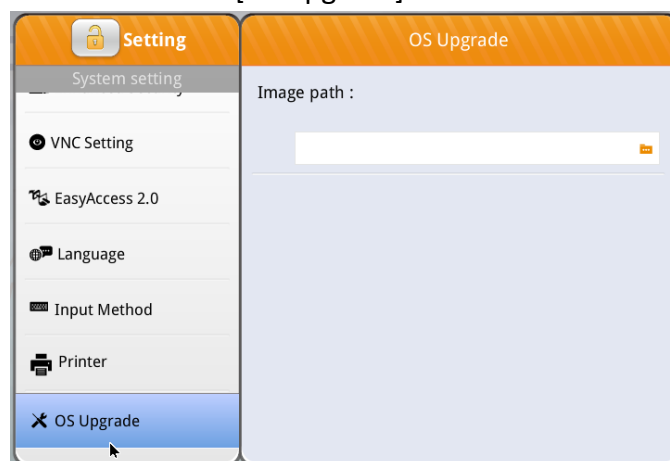 Setting
System setting
VNC Setting
EasyAccess 2.0
Language
Input Method
Printer
OS Upgrade
OS Upgrade
Image path :